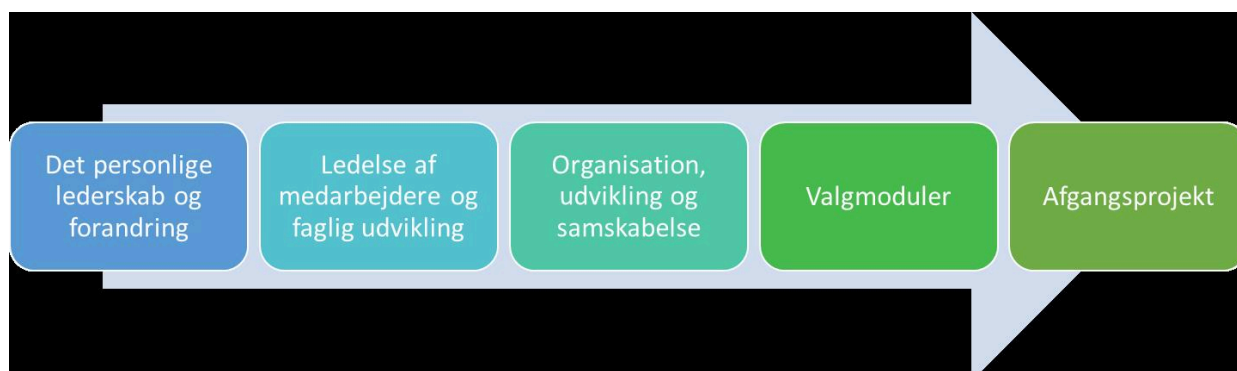 Det personlige
lederskab og
forandring
Ledelse af
medarbejdere og
faglig udvikling
Organisation,
udvikling og
samskabelse
Valgmoduler
Afgangsprojekt